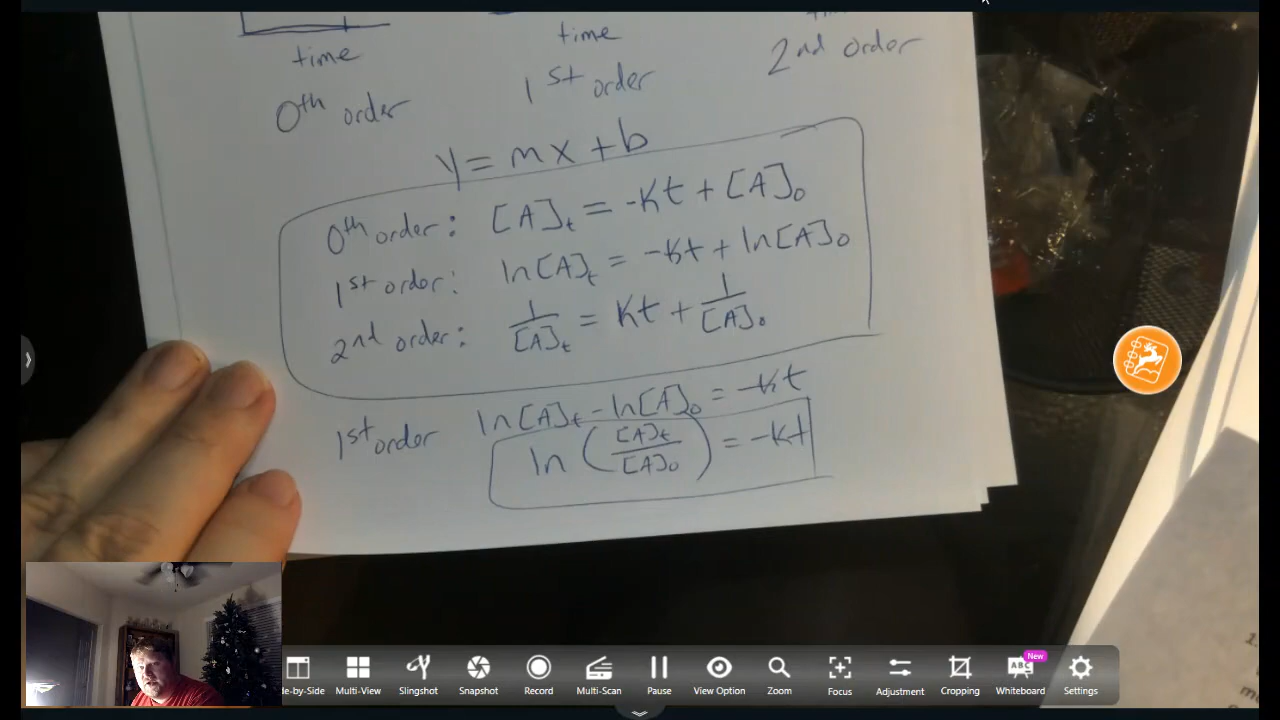 time
time
0th order
1st order
2nd order
y = mx + b
0th order: [A]t = -Kt + [A]0
1st order: ln[A]t = -Kt + ln[A]0
2nd order: 1/[A]t = Kt + 1/[A]0
1st order ln[A]t - ln[A]0 = -Kt
ln([A]t/[A]0) = -Kt
e-by-Side
Multi-View
Slingshot
Snapshot
Record
Multi-Scan
Pause
View Option
Zoom
Focus
Adjustment
Cropping
New
ABC
Whiteboard
Settings